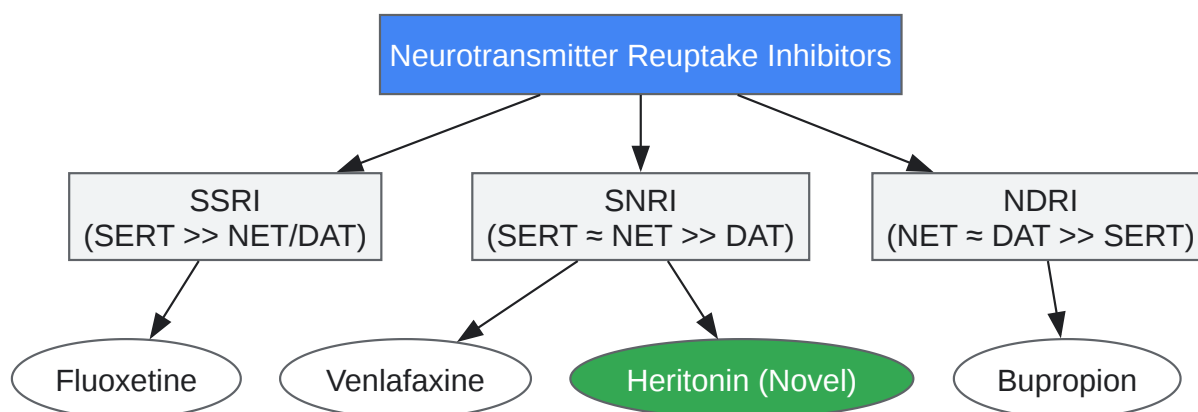 Neurotransmitter Reuptake Inhibitors
SSRI
(SERT >> NET/DAT)
SNRI
(SERT ≈ NET >> DAT)
NDRI
(NET ≈ DAT >> SERT)
Fluoxetine
Venlafaxine
Heritonin (Novel)
Bupropion